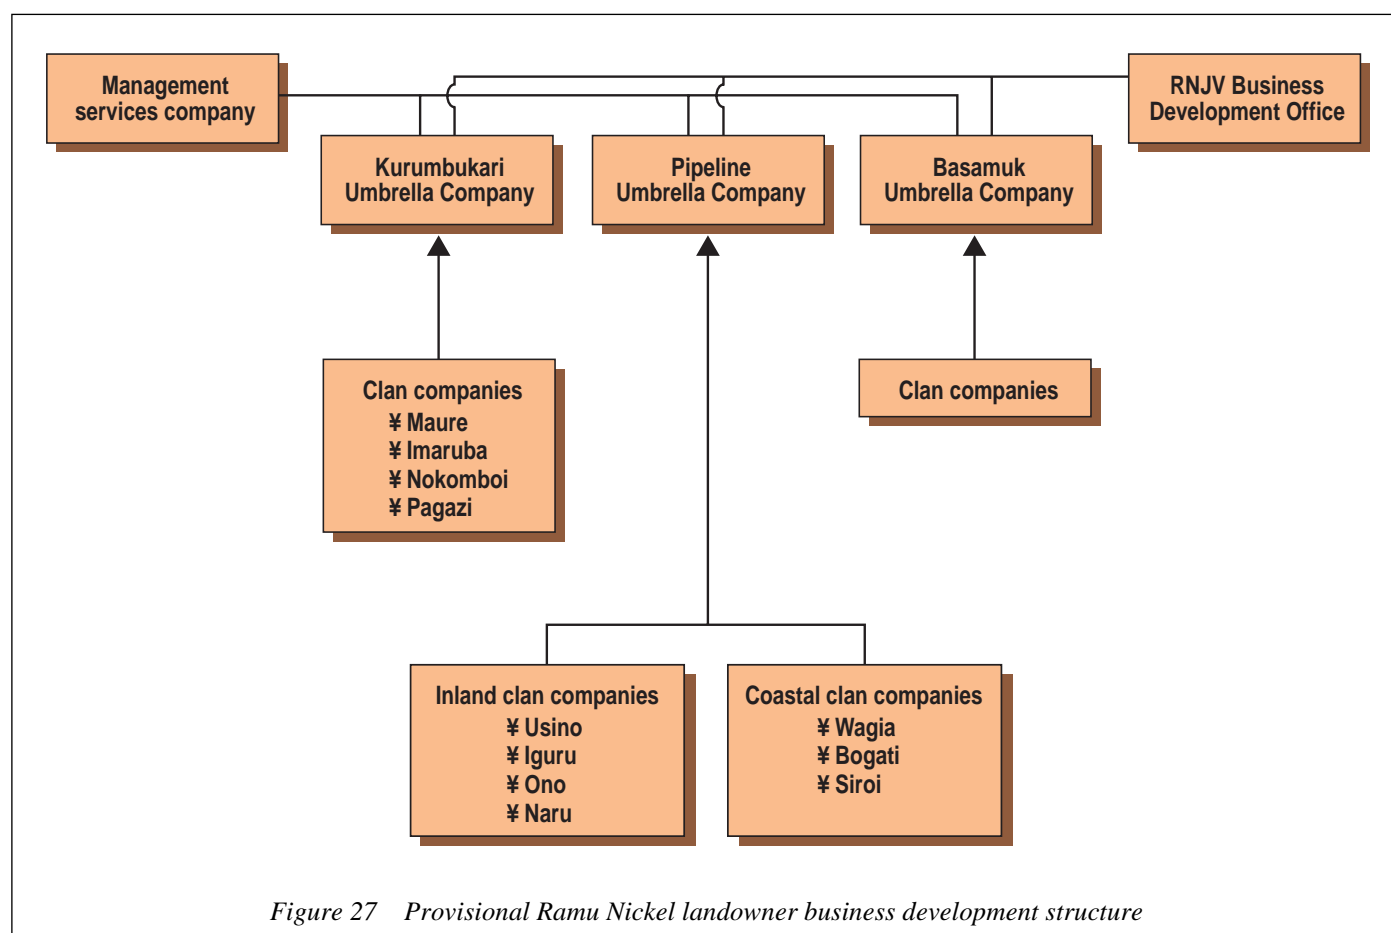 Management
services company
RNJV Business
Development Office
Kurumbukari
Umbrella Company
Pipeline
Umbrella Company
Basamuk
Umbrella Company
Clan companies
¥ Maure
¥ Imaruba
¥ Nokomboi
¥ Pagazi
Clan companies
Inland clan companies
¥ Usino
¥ Iguru
¥ Ono
¥ Naru
Coastal clan companies
¥ Wagia
¥ Bogati
¥ Siroi
Figure 27 Provisional Ramu Nickel landowner business development structure